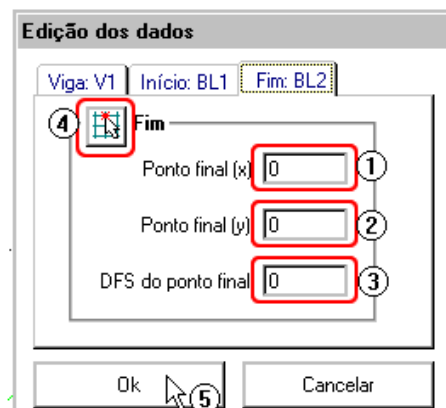 Edição dos dados
Viga: V1 Início: BL1 Fim: BL2
4 Fim
Ponto final (x) 0 1
Ponto final (y) 0 2
DFS do ponto final 0 3
Ok 5 Cancelar